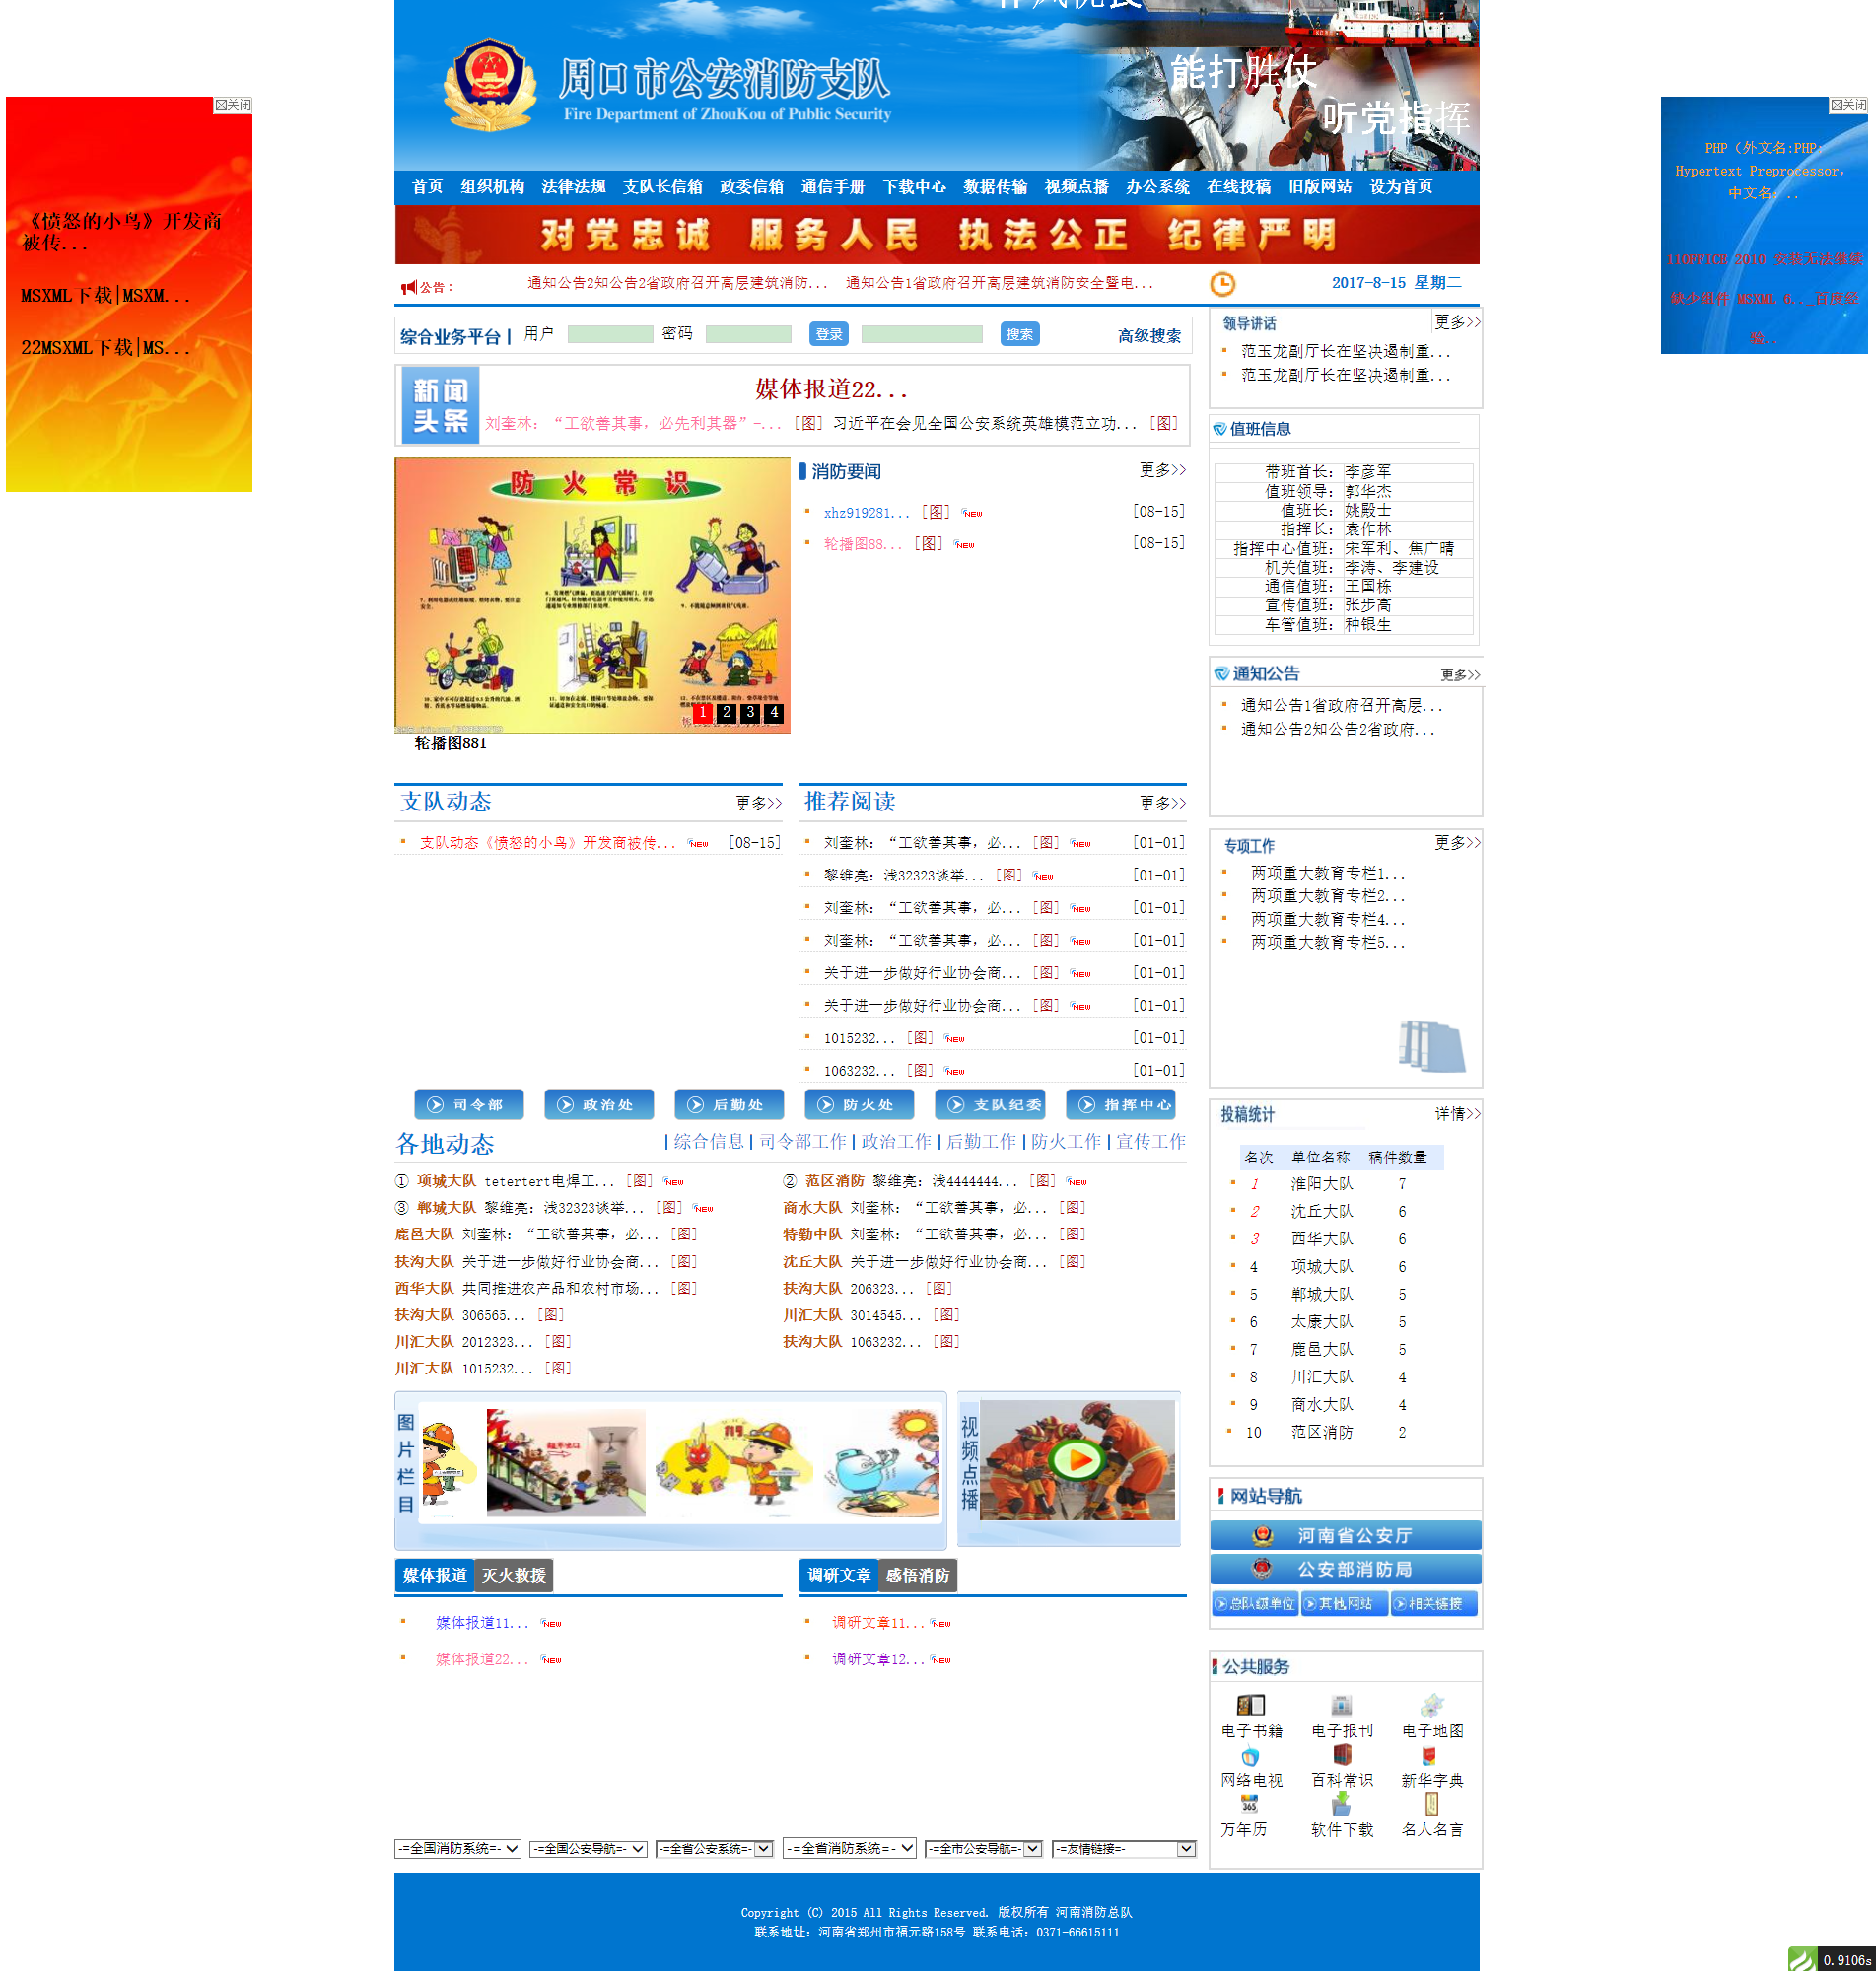 能打胜仗
听党指挥
周口市公安消防支队
Fire Department of ZhouKou of Public Security
首页 组织机构 法律法规 支队长信箱 政委信箱 通信手册 下载中心 数据传输 视频点播 办公系统 在线投稿 旧版网站 设为首页
对党忠诚 服务人民 执法公正 纪律严明
公告： 通知公告2知公告2省政府召开高层建筑消防... 通知公告1省政府召开高层建筑消防安全暨电... 2017-8-15 星期二
关闭
《愤怒的小鸟》开发商
被传...
MSXML下载|MSXM...
22MSXML下载|MS...
关闭
PHP（外文名:PHP:
Hypertext Preprocessor，
中文名：..
11OFFICE 2010 安装无法继续
缺少组件 MSXML 6..._百度经
验..
综合业务平台 用户 密码 登录 搜索 高级搜索
新闻
头条
媒体报道22...
刘銮林：“工欲善其事，必先利其器”-... [图] 习近平在会见全国公安系统英雄模范立功... [图]
防火常识
1 2 3 4
轮播图881
消防要闻 更多>>
xhz919281... [图] NEW [08-15]
轮播图88... [图] NEW [08-15]
支队动态 更多>>
支队动态《愤怒的小鸟》开发商被传... NEW [08-15]
推荐阅读 更多>>
刘銮林：“工欲善其事，必... [图] NEW [01-01]
黎维亮：浅32323谈举... [图] NEW [01-01]
刘銮林：“工欲善其事，必... [图] NEW [01-01]
刘銮林：“工欲善其事，必... [图] NEW [01-01]
关于进一步做好行业协会商... [图] NEW [01-01]
关于进一步做好行业协会商... [图] NEW [01-01]
1015232... [图] NEW [01-01]
1063232... [图] NEW [01-01]
司令部 政治处 后勤处 防火处 支队纪委 指挥中心
各地动态 | 综合信息 | 司令部工作 | 政治工作 | 后勤工作 | 防火工作 | 宣传工作
① 项城大队 tetertert电焊工... [图] NEW ② 范区消防 黎维亮：浅4444444... [图] NEW
③ 郸城大队 黎维亮：浅32323谈举... [图] NEW 商水大队 刘銮林：“工欲善其事，必... [图]
鹿邑大队 刘銮林：“工欲善其事，必... [图] 特勤中队 刘銮林：“工欲善其事，必... [图]
扶沟大队 关于进一步做好行业协会商... [图] 沈丘大队 关于进一步做好行业协会商... [图]
西华大队 共同推进农产品和农村市场... [图] 扶沟大队 206323... [图]
扶沟大队 306565... [图] 川汇大队 3014545... [图]
川汇大队 2012323... [图] 扶沟大队 1063232... [图]
川汇大队 1015232... [图]
图片栏目
视频点播
媒体报道 灭火救援
媒体报道11... NEW
媒体报道22... NEW
调研文章 感悟消防
调研文章11... NEW
调研文章12... NEW
领导讲话 更多>>
范玉龙副厅长在坚决遏制重...
范玉龙副厅长在坚决遏制重...
值班信息
带班首长： 李彦军
值班领导： 郭华杰
值班长： 姚殿士
指挥长： 袁作林
指挥中心值班： 宋军利、焦广晴
机关值班： 李涛、李建设
通信值班： 王国栋
宣传值班： 张步高
车管值班： 种银生
通知公告 更多>>
通知公告1省政府召开高层...
通知公告2知公告2省政府...
专项工作 更多>>
两项重大教育专栏1...
两项重大教育专栏2...
两项重大教育专栏4...
两项重大教育专栏5...
投稿统计 详情>>
名次 单位名称 稿件数量
1 淮阳大队 7
2 沈丘大队 6
3 西华大队 6
4 项城大队 6
5 郸城大队 5
6 太康大队 5
7 鹿邑大队 5
8 川汇大队 4
9 商水大队 4
10 范区消防 2
网站导航
河南省公安厅
公安部消防局
总队级单位 其他网站 相关链接
公共服务
电子书籍 电子报刊 电子地图
网络电视 百科常识 新华字典
365
万年历 软件下载 名人名言
-=全国消防系统=- -=全国公安导航=- -=全省公安系统=- -=全省消防系统=- -=全市公安导航=- -=友情链接=-
Copyright (C) 2015 All Rights Reserved. 版权所有 河南消防总队
联系地址：河南省郑州市福元路158号 联系电话：0371-66615111
0.9106s